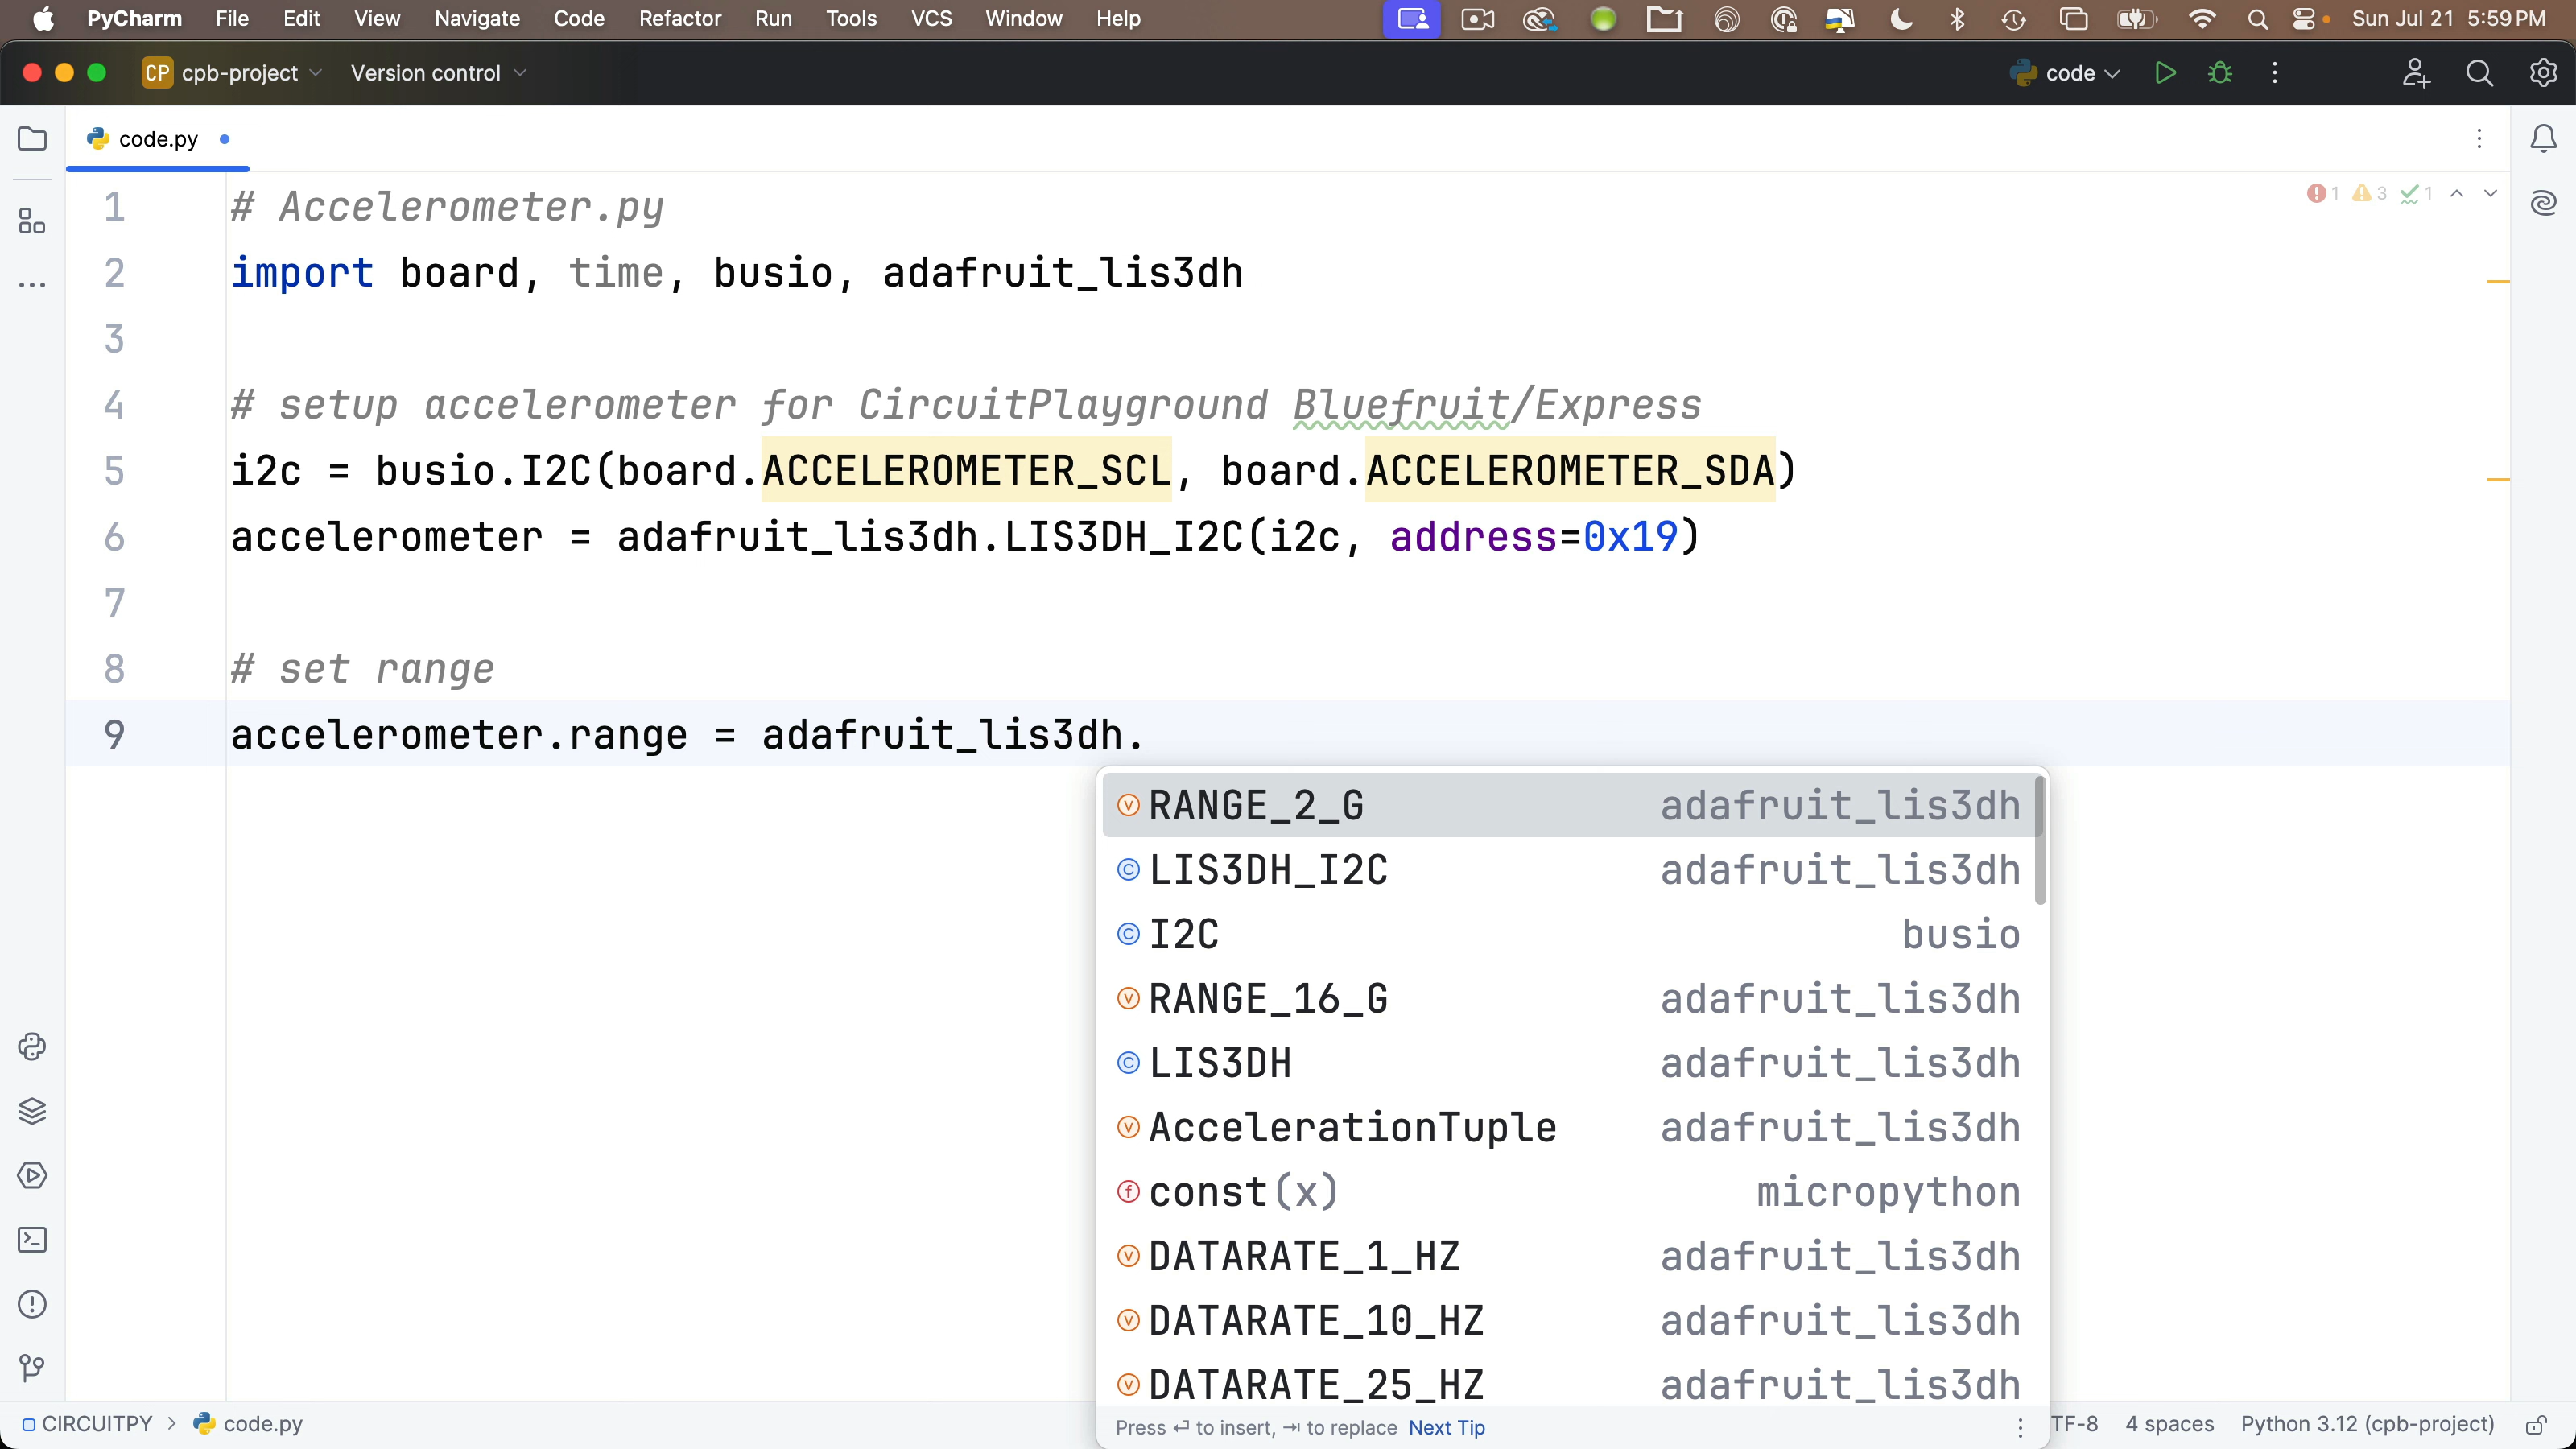 PyCharm File Edit View Navigate Code Refactor Run Tools VCS Window Help Sun Jul 21 5:59 PM
CP cpb-project Version control code
code.py
1 3 1
1 # Accelerometer.py
2 import board, time, busio, adafruit_lis3dh
3
4 # setup accelerometer for CircuitPlayground Bluefruit/Express
5 i2c = busio.I2C(board.ACCELEROMETER_SCL, board.ACCELEROMETER_SDA)
6 accelerometer = adafruit_lis3dh.LIS3DH_I2C(i2c, address=0x19)
7
8 # set range
9 accelerometer.range = adafruit_lis3dh.
RANGE_2_G adafruit_lis3dh
LIS3DH_I2C adafruit_lis3dh
I2C busio
RANGE_16_G adafruit_lis3dh
LIS3DH adafruit_lis3dh
AccelerationTuple adafruit_lis3dh
const(x) micropython
DATARATE_1_HZ adafruit_lis3dh
DATARATE_10_HZ adafruit_lis3dh
DATARATE_25_HZ adafruit_lis3dh
Press ↵ to insert, ⇥ to replace Next Tip
CIRCUITPY > code.py TF-8 4 spaces Python 3.12 (cpb-project)